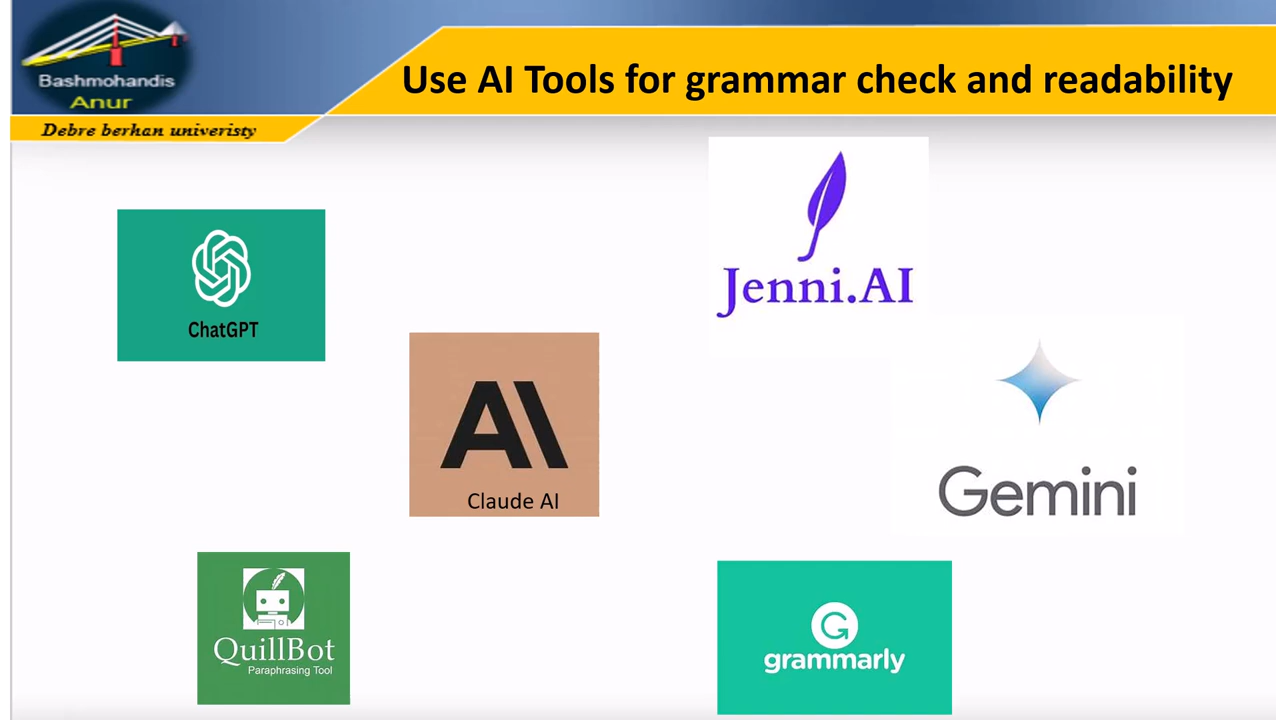 Bashmohandis
Anur
Debre berhan univeristy
Use AI Tools for grammar check and readability
Jenni.AI
ChatGPT
AI
Claude AI
Gemini
QuillBot
Paraphrasing Tool
grammarly